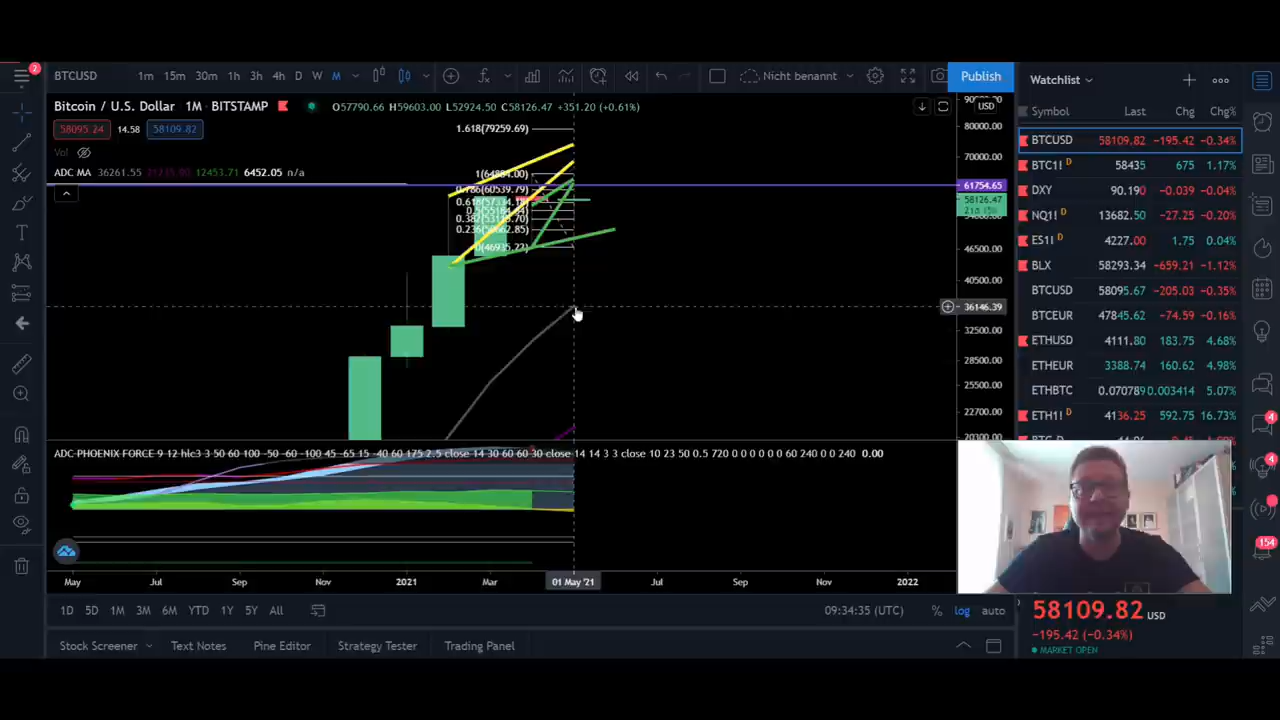 2
BTCUSD
1m 15m 30m 1h 3h 4h D W M
Nicht benannt
Publish
Watchlist
Bitcoin / U.S. Dollar 1M · BITSTAMP O57790.66 H59603.00 L52924.50 C58126.47 +351.20 (+0.61%)
USD
58095.24 14.58 58109.82
Vol
ADC MA 36261.55 12453.71 6452.05 n/a
1.618(79259.69)
1(64884.00)
0.786(60539.79)
0.236(50662.85)
0(46935.23)
80000.00
70000.00
61754.65
58126.47
46500.00
40500.00
36146.39
32500.00
28500.00
25500.00
22700.00
20300.00
Symbol Last Chg Chg%
BTCUSD 58109.82 −195.42 −0.34%
BTC1! D 58435 675 1.17%
DXY 90.190 −0.039 −0.04%
NQ1! D 13682.50 −27.25 −0.20%
ES1! D 4227.00 1.75 0.04%
BLX 58293.34 −659.21 −1.12%
BTCUSD 58095.67 −205.03 −0.35%
BTCEUR 47845.62 −74.59 −0.16%
ETHUSD 4111.80 183.75 4.68%
ETHEUR 3388.74 160.62 4.98%
ETHBTC 0.070789 0.003414 5.07%
ETH1! D 4136.25 592.75 16.73%
4
4
154
ADC PHOENIX FORCE 9 12 hlc3 3 50 60 100 -50 -60 -100 45 -65 15 -40 60 175 2.5 close 14 30 60 60 30 close 14 14 3 3 close 10 23 50 0.5 720 0 0 0 0 0 0 60 240 0 0 240 0.00
May Jul Sep Nov 2021 Mar 01 May '21 Jul Sep Nov 2022
1D 5D 1M 3M 6M YTD 1Y 5Y All
09:34:35 (UTC) % log auto
Stock Screener Text Notes Pine Editor Strategy Tester Trading Panel
58109.82 USD
−195.42 (−0.34%)
MARKET OPEN